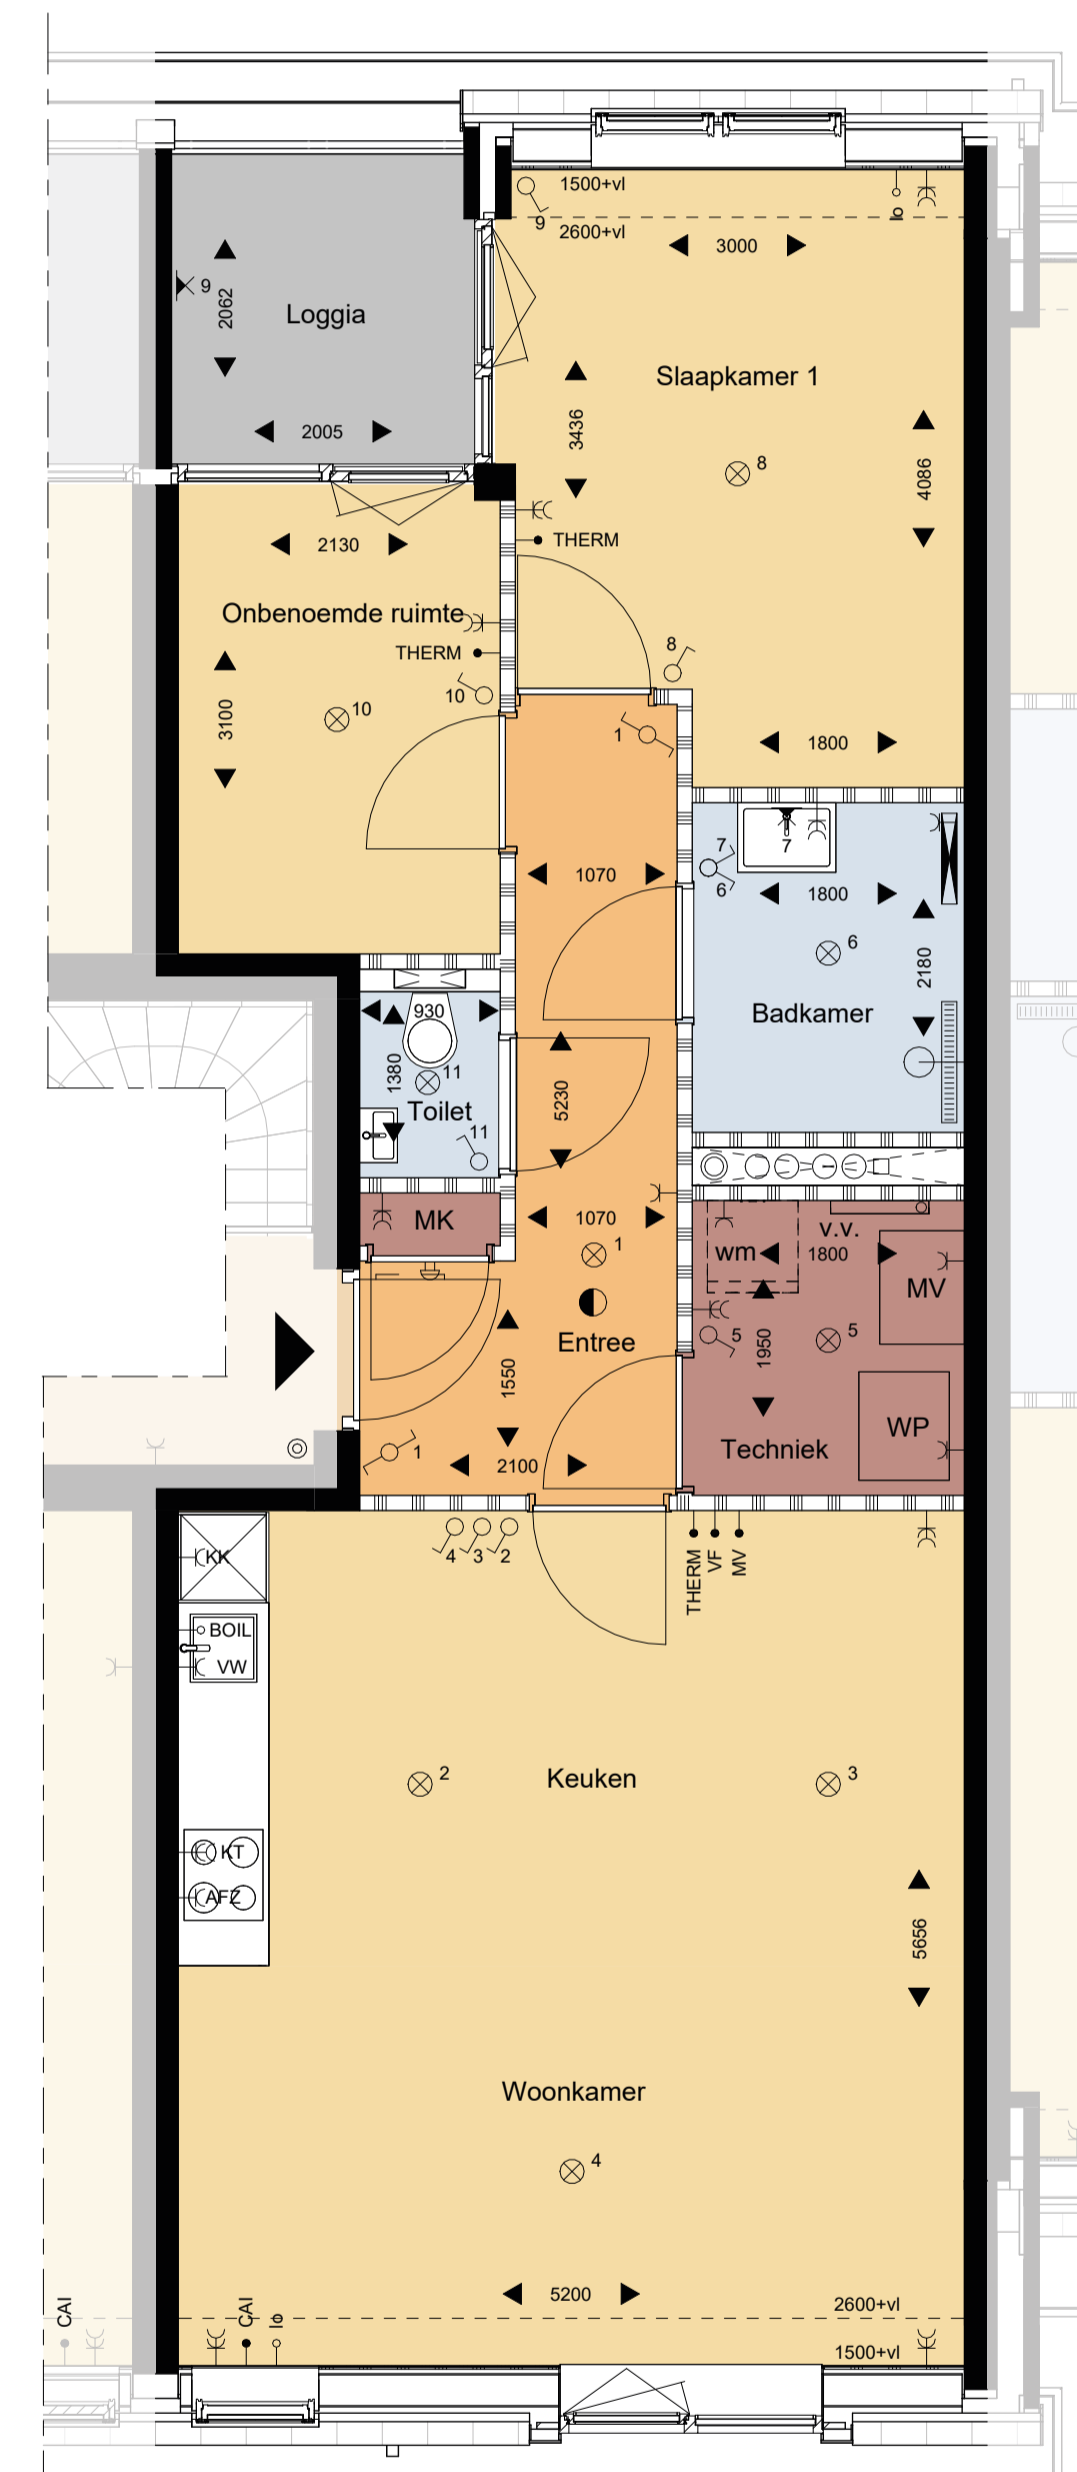 1500+vl
9
2600+vl
lo
3000
9
2062
Loggia
Slaapkamer 1
2005
3436
4086
8
THERM
2130
Onbenoemde ruimte
THERM
8
10
10
3100
1
1800
1070
7
7
6
1800
6
2180
930
1380
11
Toilet
11
5230
Badkamer
MK
1070
1
wm
v.v.
1800
MV
5
1950
5
Entree
1550
WP
Techniek
1
2100
4
3
2
THERM
VF
MV
KK
BOIL
VW
2
Keuken
3
KT
AFZ
5656
Woonkamer
4
5200
2600+vl
CAI
CAI
lo
1500+vl